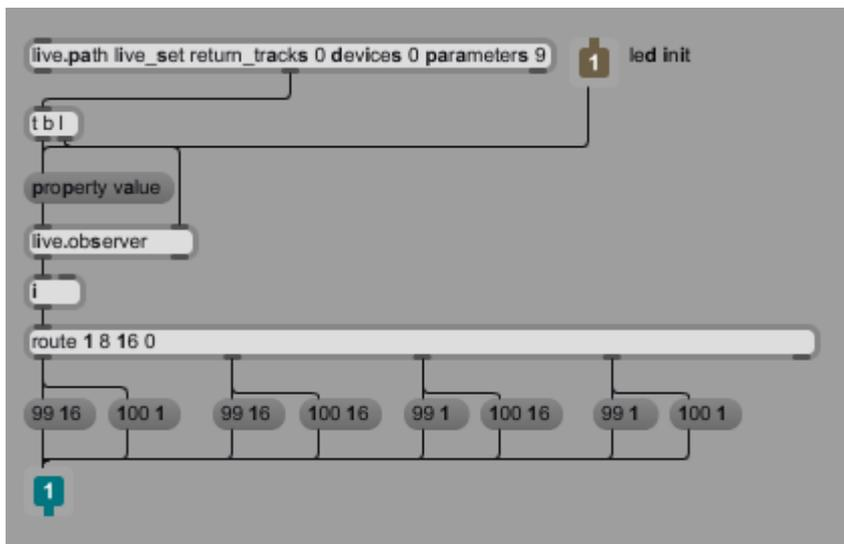 live.path live_set return_tracks 0 devices 0 parameters 9
1
led init
t b l
property value
live.observer
i
route 1 8 16 0
99 16
100 1
99 16
100 16
99 1
100 16
99 1
100 1
1